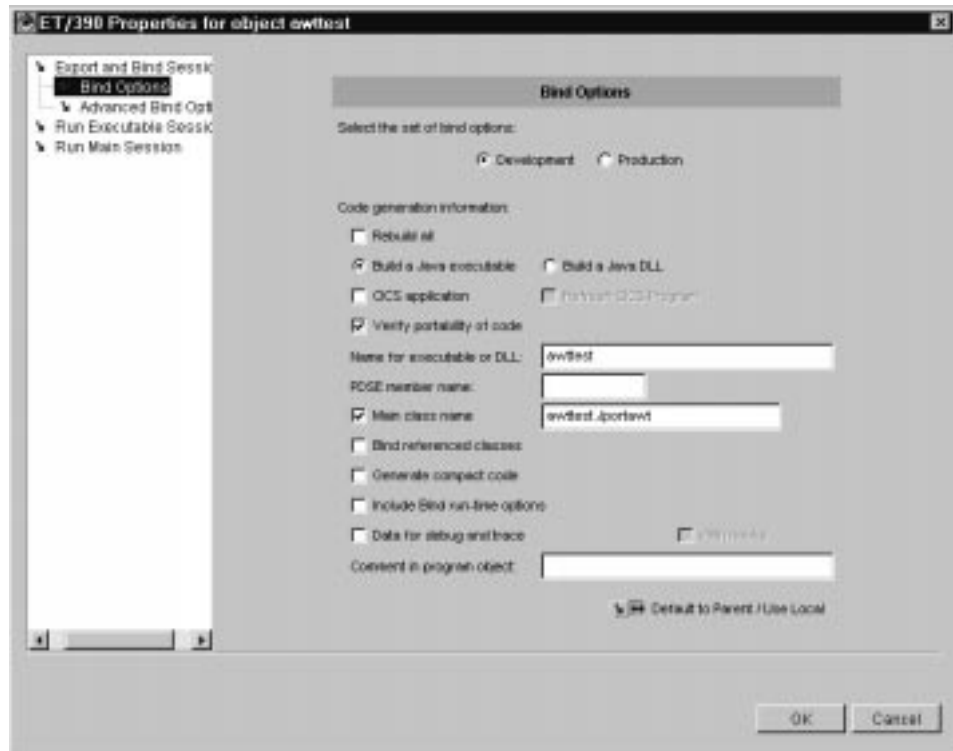 ET/390 Properties for object awttest
Export and Bind Sessic
Bind Options
Advanced Bind Opti
Run Executable Sessic
Run Main Session
Bind Options
Select the set of bind options:
Development Production
Code generation information:
Rebuild all
Build a Java executable Build a Java DLL
CICS application Refresh CICS Program
Verify portability of code
Name for executable or DLL: awttest
PDSE member name:
Main class name awttest./portawt
Bind referenced classes
Generate compact code
Include Bind run-time options
Data for debug and trace
Comment in program object:
Default to Parent / Use Local
OK Cancel